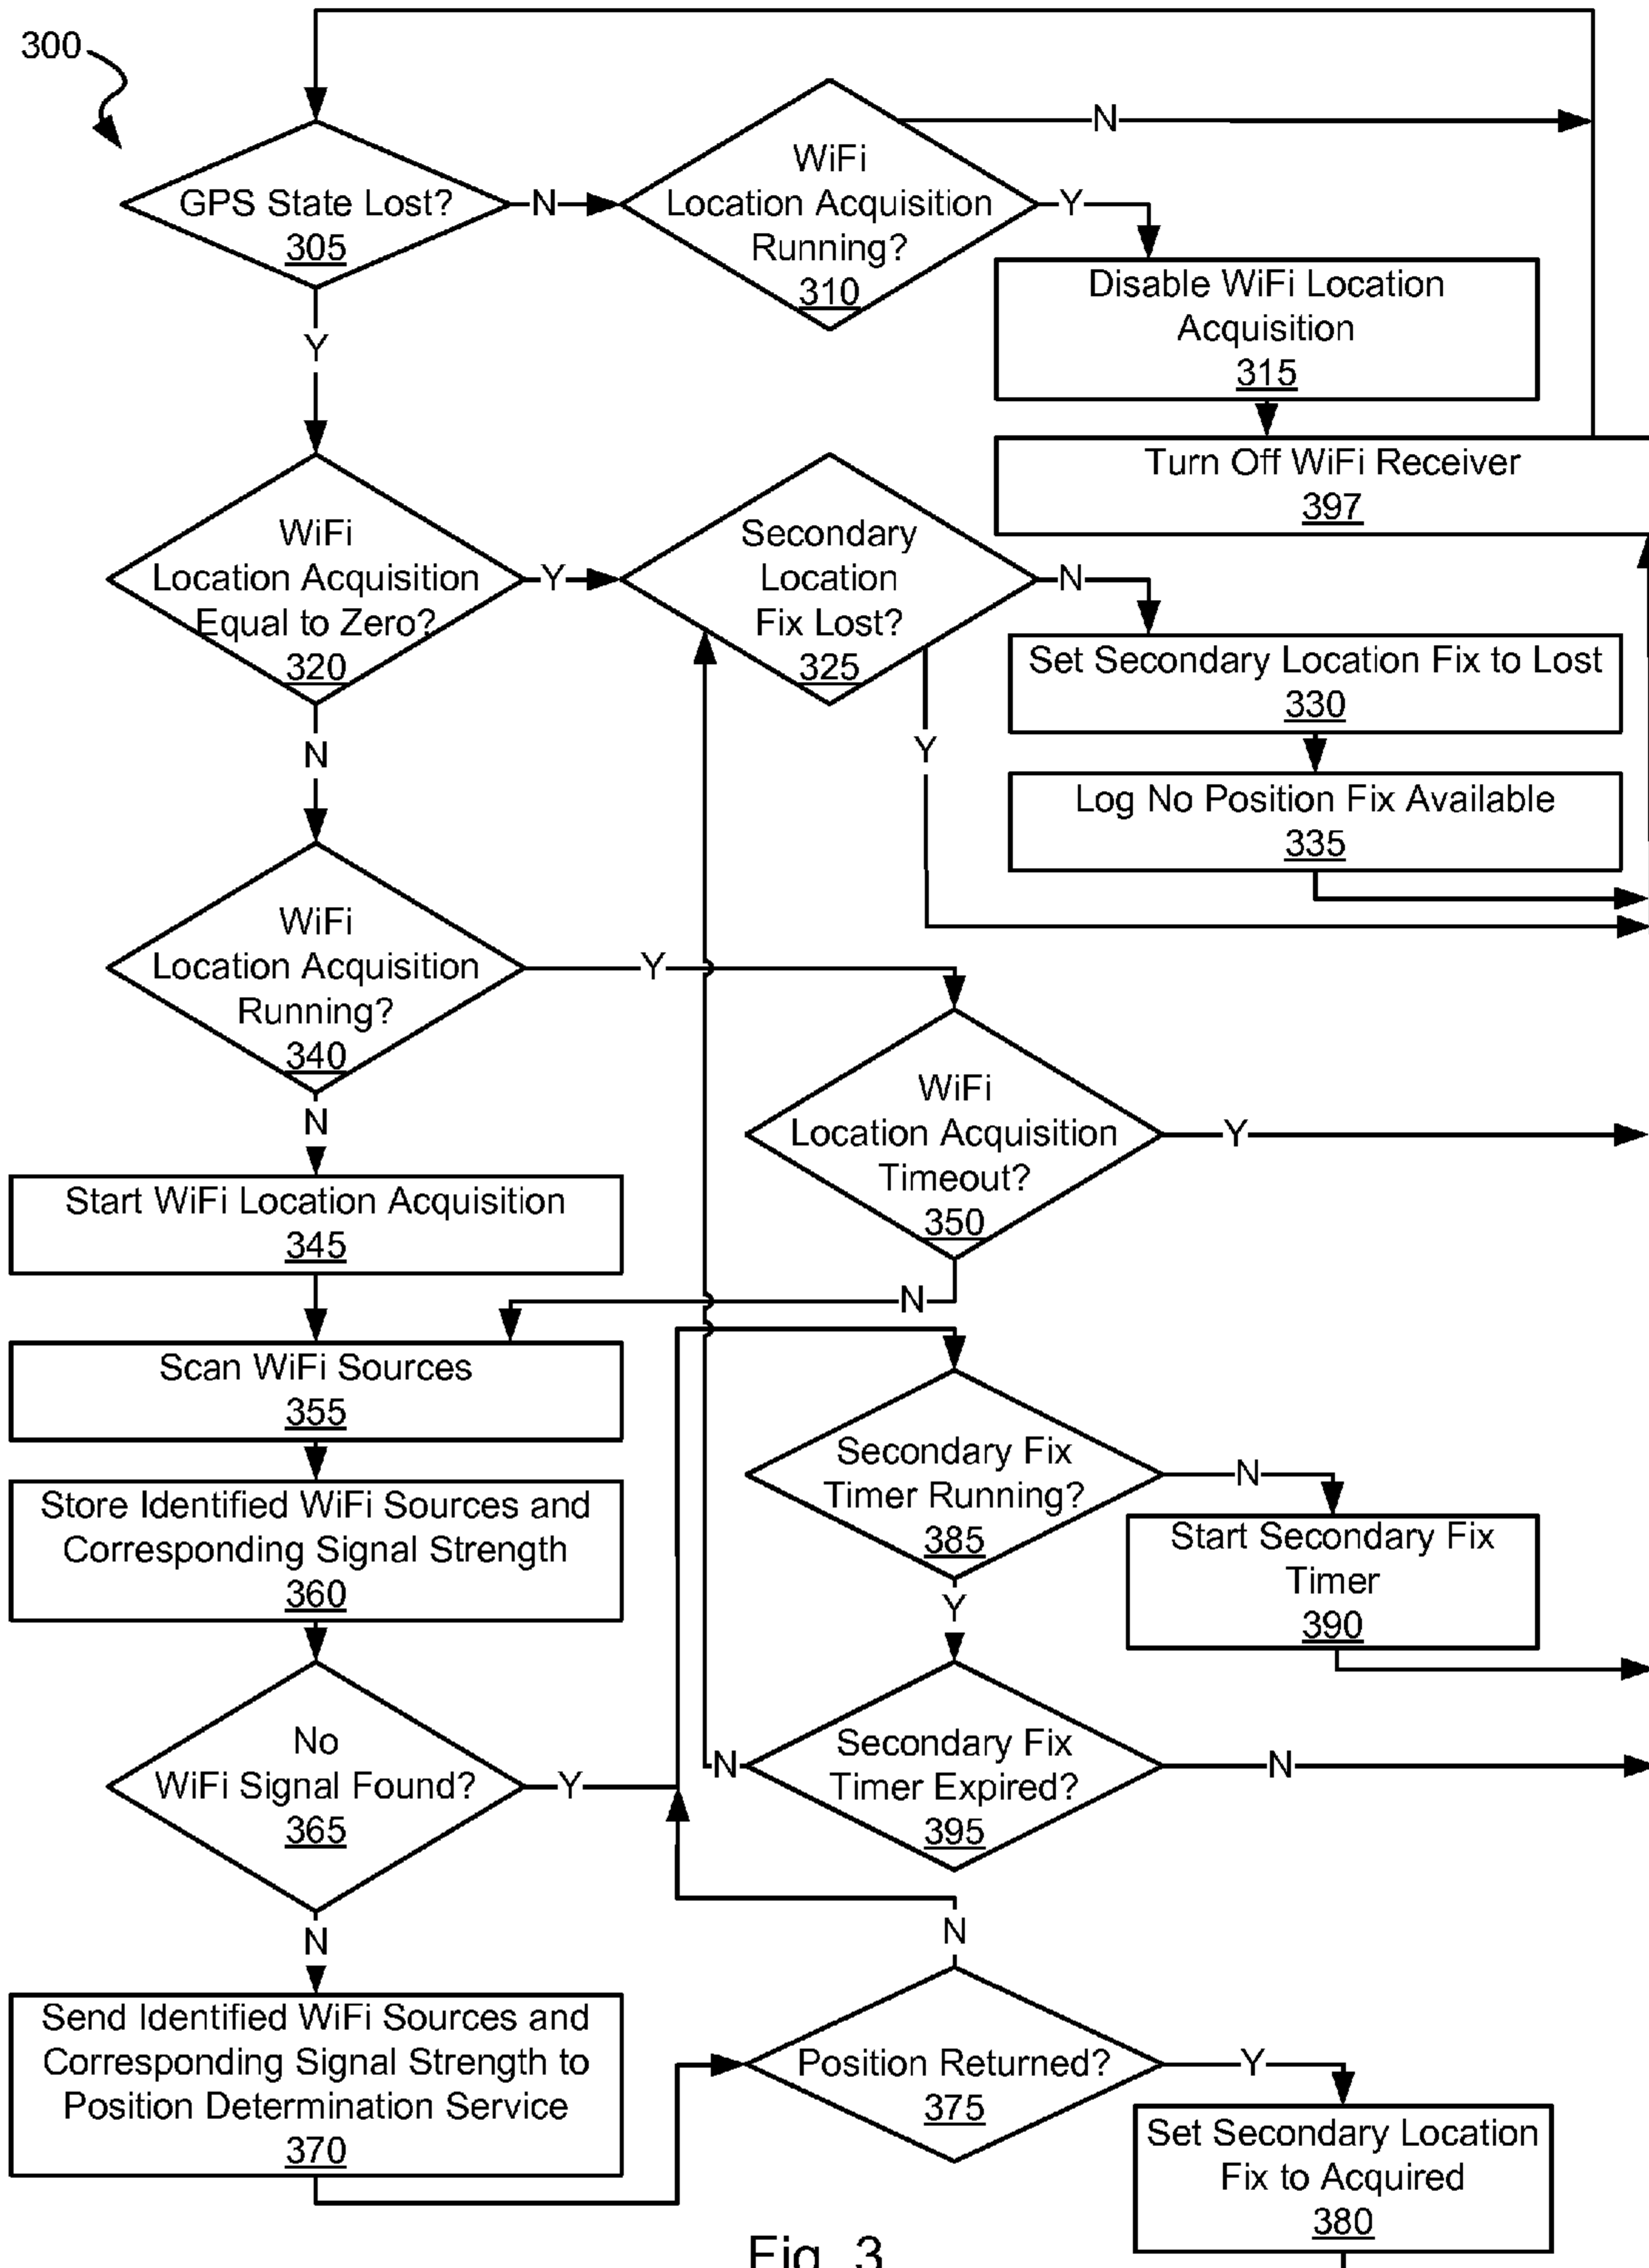 300
GPS State Lost?
305
N
WiFi
Location Acquisition
Running?
310
N
Y
Disable WiFi Location
Acquisition
315
Turn Off WiFi Receiver
397
Y
WiFi
Location Acquisition
Equal to Zero?
320
Y
Secondary
Location
Fix Lost?
325
N
Set Secondary Location Fix to Lost
330
Log No Position Fix Available
335
Y
N
WiFi
Location Acquisition
Running?
340
Y
WiFi
Location Acquisition
Timeout?
350
Y
N
N
Start WiFi Location Acquisition
345
Scan WiFi Sources
355
Store Identified WiFi Sources and
Corresponding Signal Strength
360
Secondary Fix
Timer Running?
385
N
Start Secondary Fix
Timer
390
Y
No
WiFi Signal Found?
365
Y
N
Secondary Fix
Timer Expired?
395
N
N
Send Identified WiFi Sources and
Corresponding Signal Strength to
Position Determination Service
370
N
Position Returned?
375
Y
Set Secondary Location
Fix to Acquired
380
Fig. 3